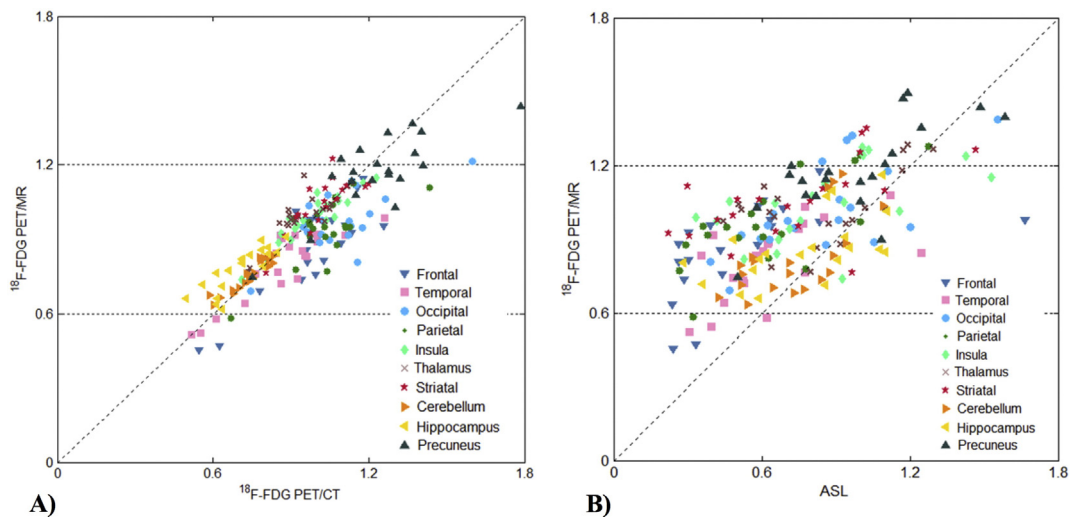 1.8
1.2
0.6
0
¹⁸F-FDG PET/MR
0 0.6 1.2 1.8
¹⁸F-FDG PET/CT
Frontal
Temporal
Occipital
Parietal
Insula
Thalamus
Striatal
Cerebellum
Hippocampus
Precuneus
A)
1.8
1.2
0.6
0
¹⁸F-FDG PET/MR
0 0.6 1.2 1.8
ASL
Frontal
Temporal
Occipital
Parietal
Insula
Thalamus
Striatal
Cerebellum
Hippocampus
Precuneus
B)